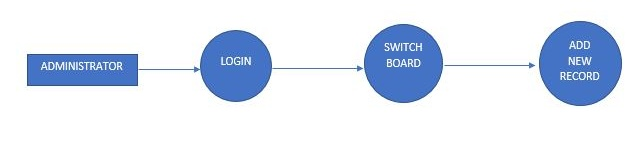 ADMINISTRATOR
LOGIN
SWITCH
BOARD
ADD
NEW
RECORD